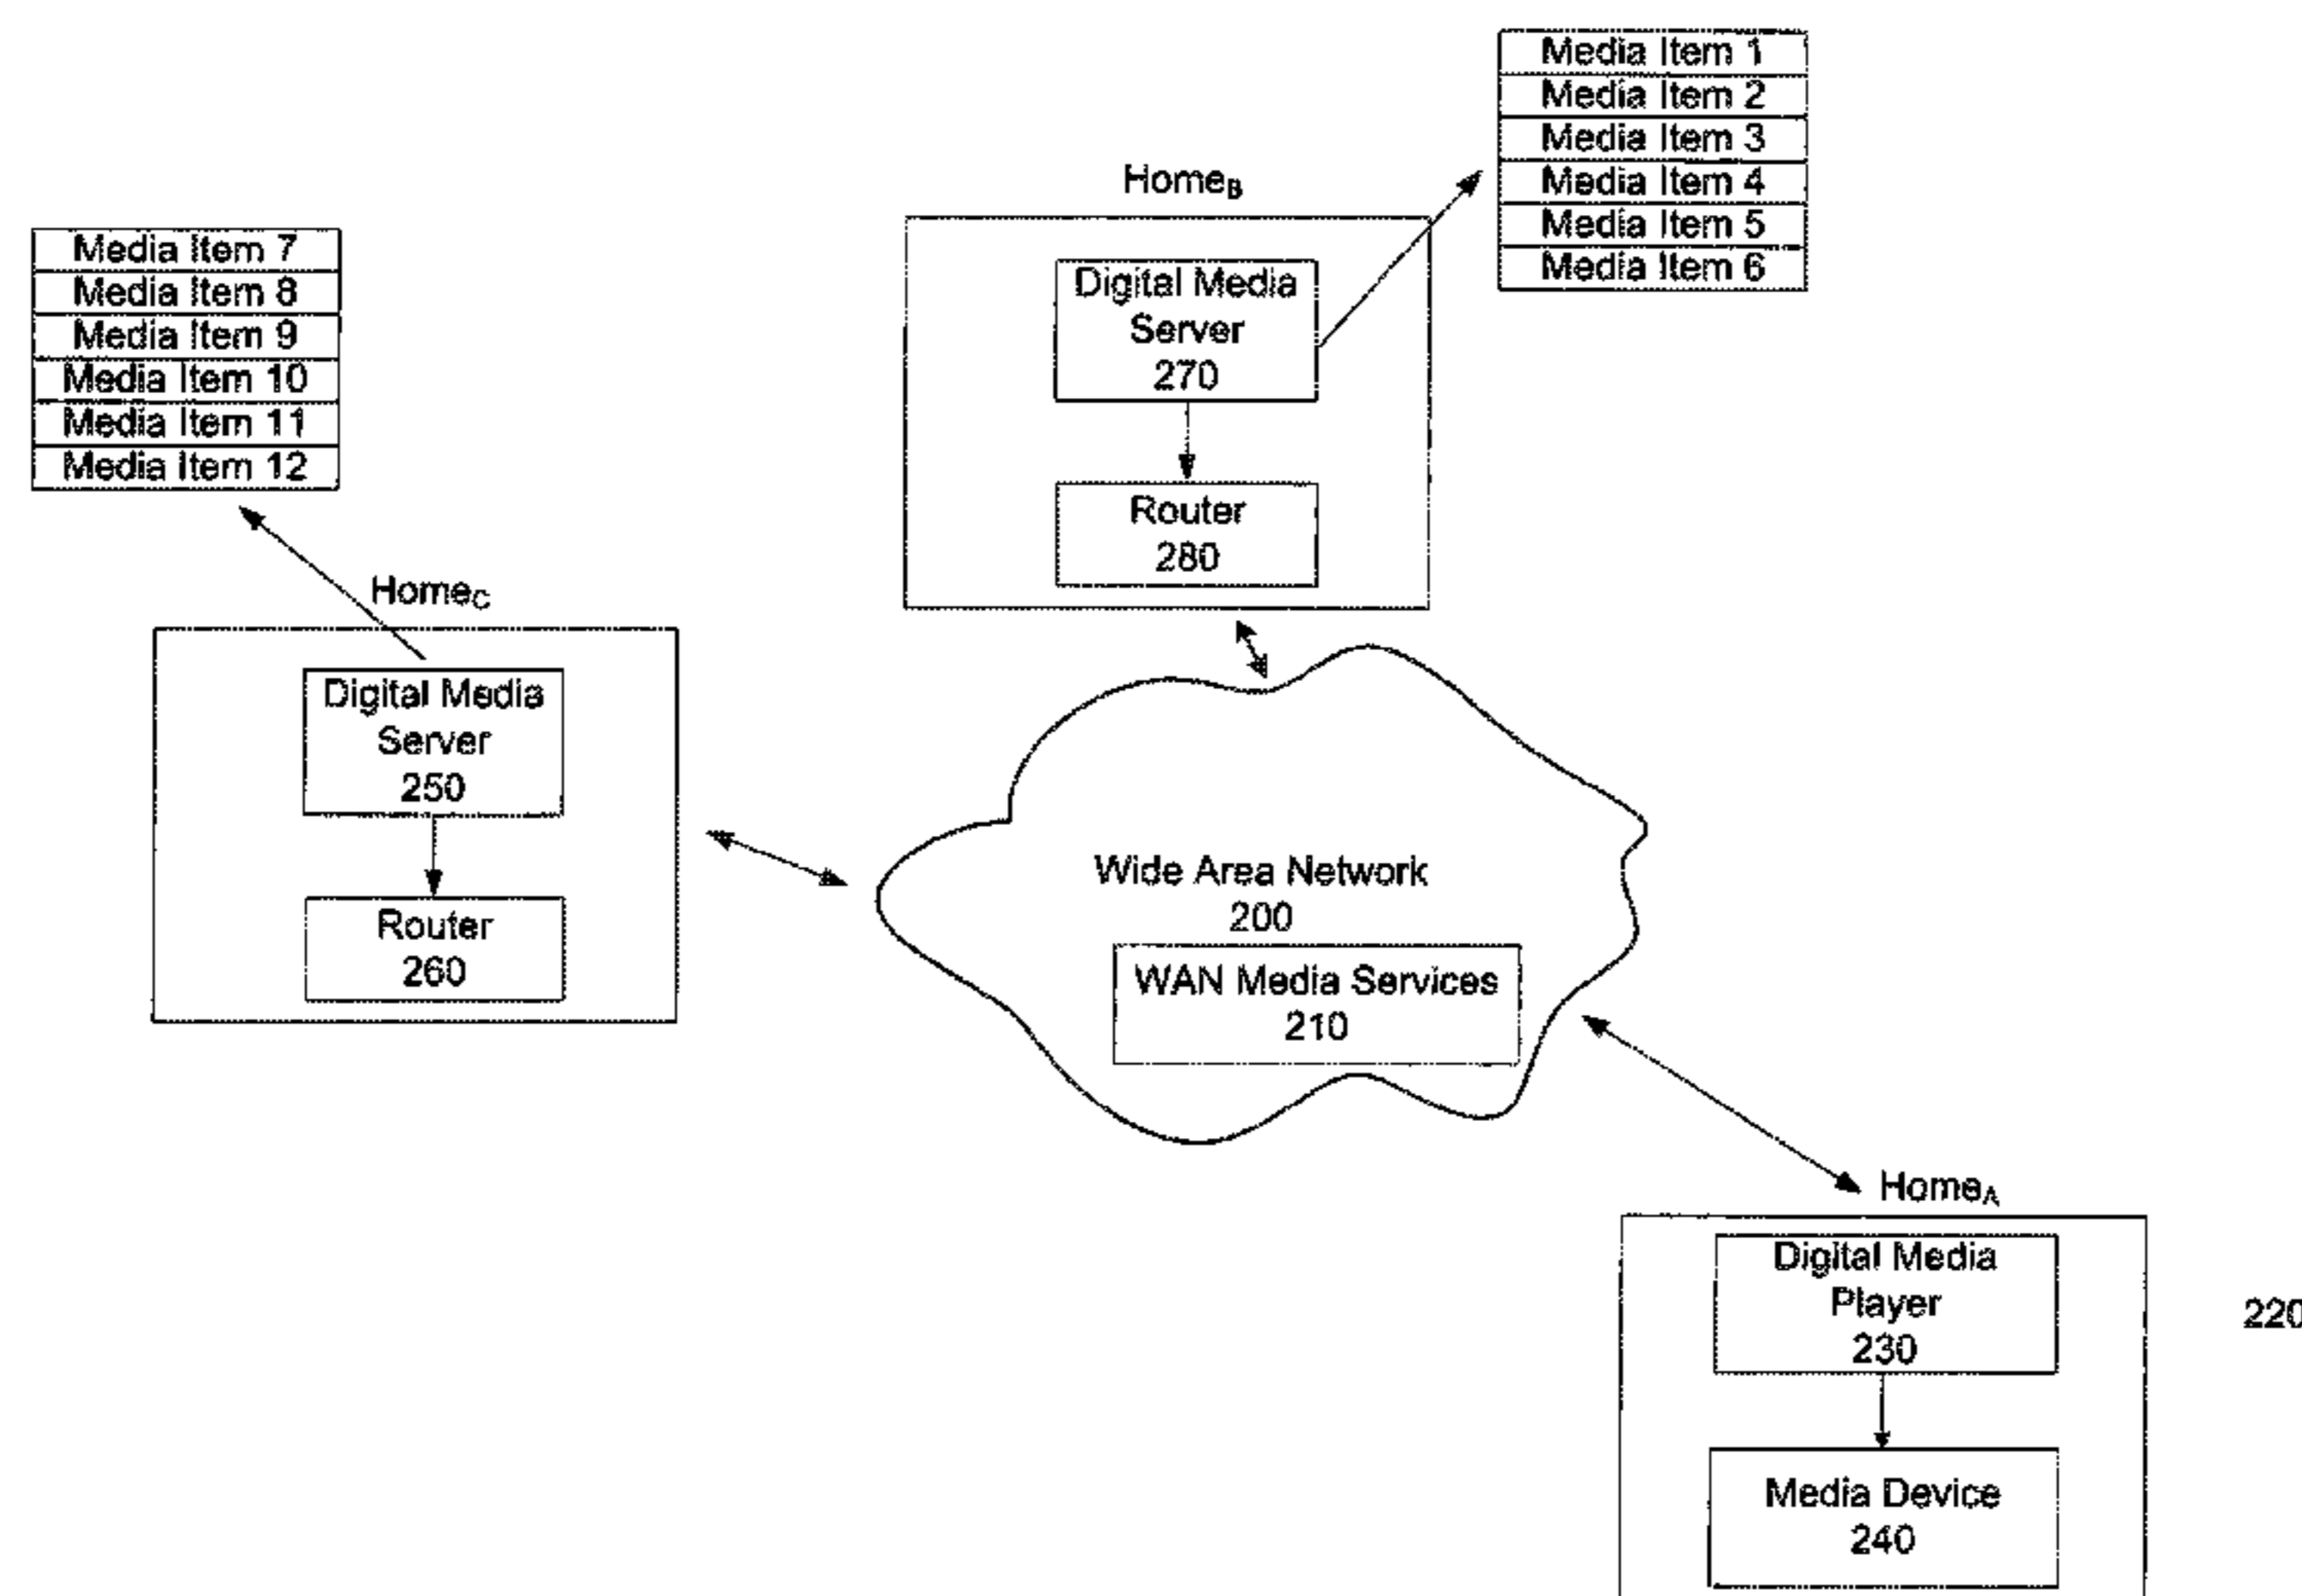 Media Item 1
Media Item 2
Media Item 3
Media Item 4
Media Item 5
Media Item 6
Home_B
Digital Media
Server
270
Router
280
Media Item 7
Media Item 8
Media Item 9
Media Item 10
Media Item 11
Media Item 12
Home_C
Digital Media
Server
250
Router
260
Wide Area Network
200
WAN Media Services
210
Home_A
Digital Media
Player
230
Media Device
240
220